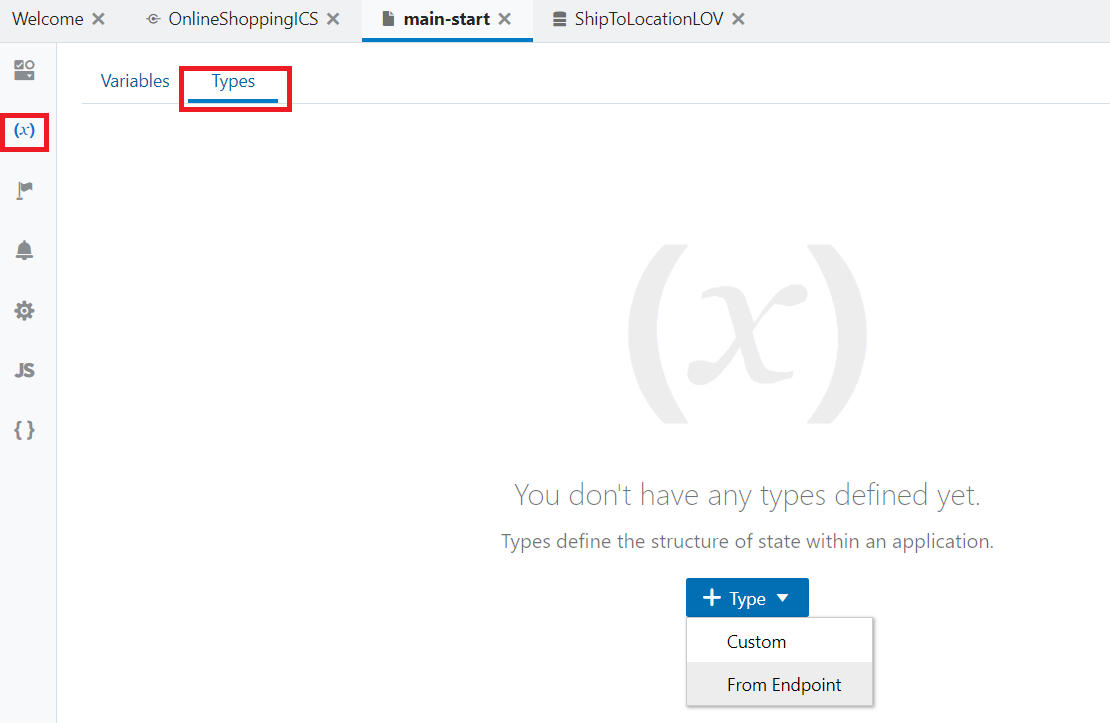 Welcome OnlineShoppingICS main-start ShipToLocationLOV
Variables Types
(x)
JS
{ }
(x)
You don't have any types defined yet.
Types define the structure of state within an application.
+ Type
Custom
From Endpoint